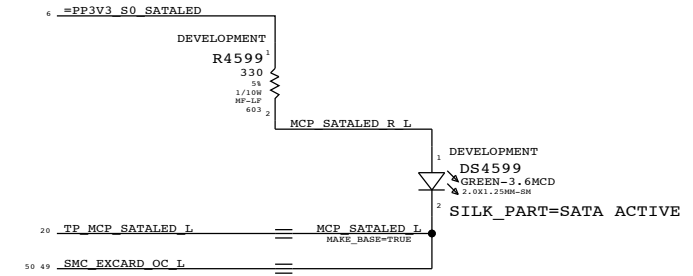 6 =PP3V3_S0_SATALED
DEVELOPMENT
R4599
1
330
5%
1/10W
MF-LF
603
2
MCP_SATALED_R_L
DEVELOPMENT
1
DS4599
GREEN-3.6MCD
2.0X1.25MM-SM
2
SILK_PART=SATA ACTIVE
20 TP_MCP_SATALED_L MCP_SATALED_L
MAKE_BASE=TRUE
50 49 SMC_EXCARD_OC_L